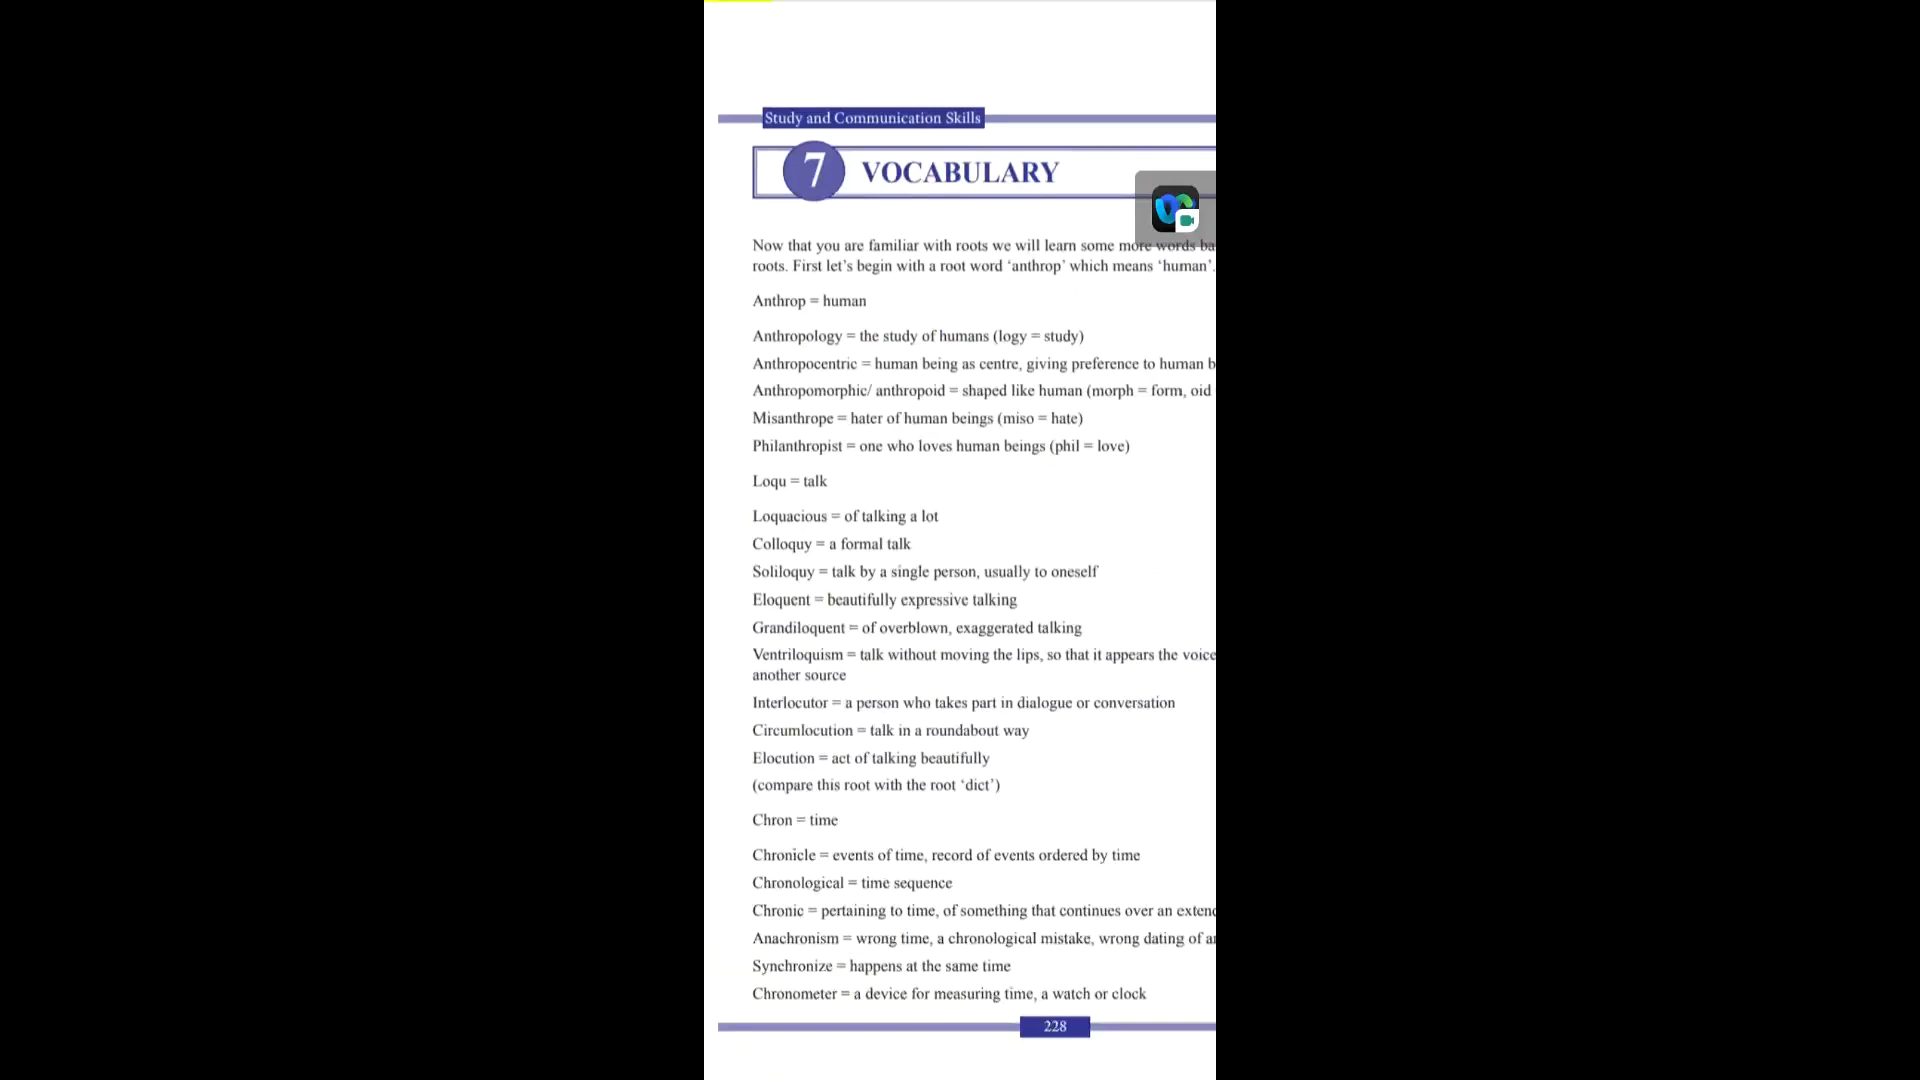 Study and Communication Skills
7 VOCABULARY
Now that you are familiar with roots we will learn some more words
roots. First let's begin with a root word ‘anthrop’ which means ‘human’.
Anthrop = human
Anthropology = the study of humans (logy = study)
Anthropocentric = human being as centre, giving preference to human
Anthropomorphic/ anthropoid = shaped like human (morph = form, oid
Misanthrope = hater of human beings (miso = hate)
Philanthropist = one who loves human beings (phil = love)
Loqu = talk
Loquacious = of talking a lot
Colloquy = a formal talk
Soliloquy = talk by a single person, usually to oneself
Eloquent = beautifully expressive talking
Grandiloquent = of overblown, exaggerated talking
Ventriloquism = talk without moving the lips, so that it appears the voice
another source
Interlocutor = a person who takes part in dialogue or conversation
Circumlocution = talk in a roundabout way
Elocution = act of talking beautifully
(compare this root with the root ‘dict’)
Chron = time
Chronicle = events of time, record of events ordered by time
Chronological = time sequence
Chronic = pertaining to time, of something that continues over an
Anachronism = wrong time, a chronological mistake, wrong dating of
Synchronize = happens at the same time
Chronometer = a device for measuring time, a watch or clock
228